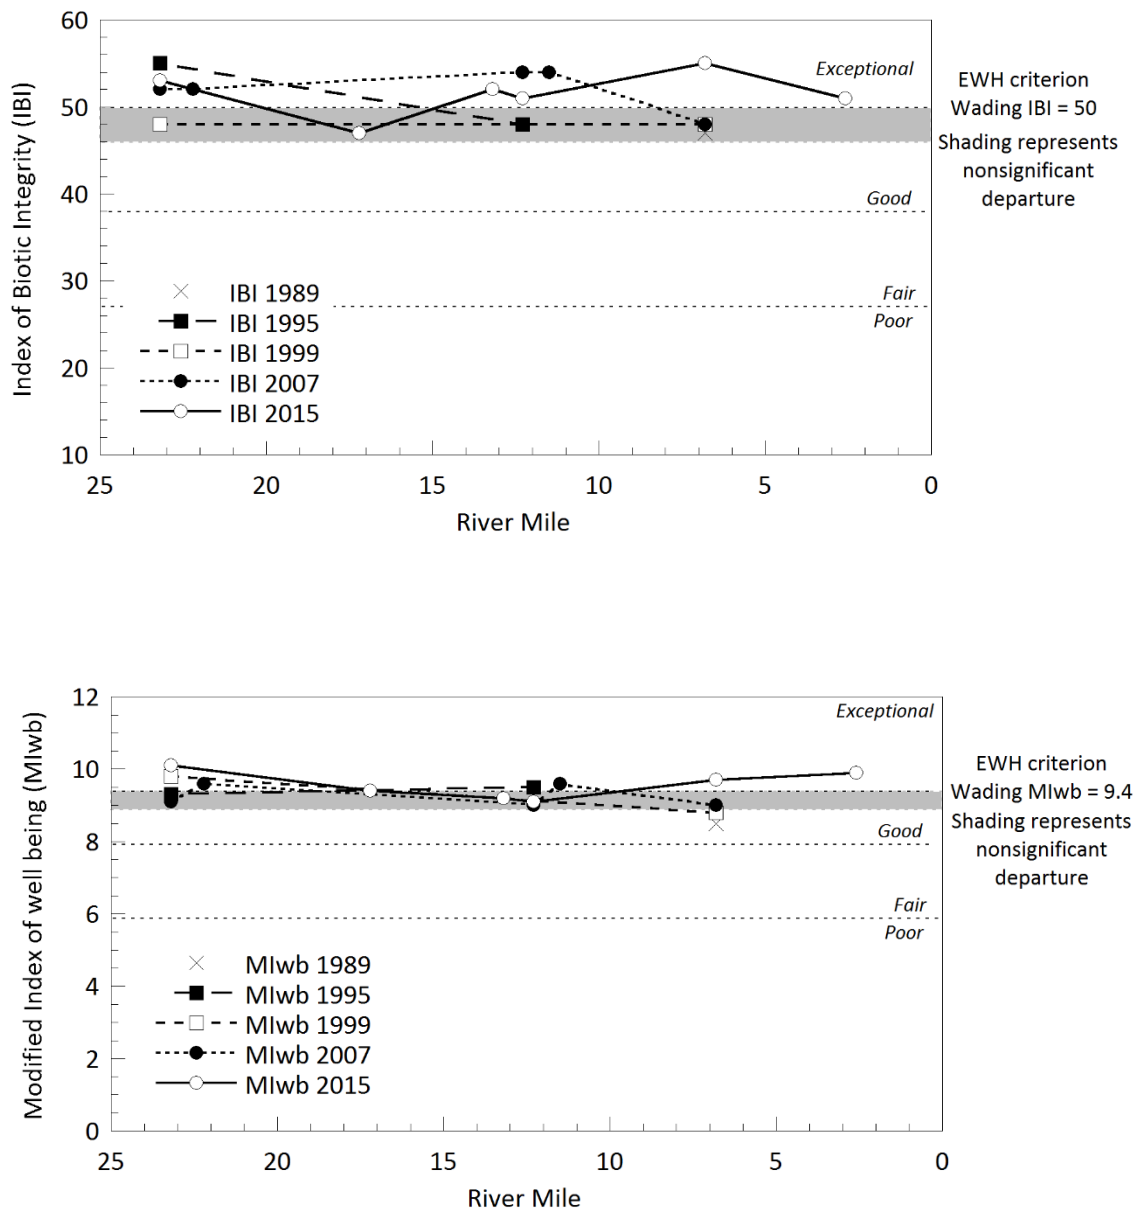 Index of Biotic Integrity (IBI)
60
50
40
30
20
10
Exceptional
Good
Fair
Poor
IBI 1989
IBI 1995
IBI 1999
IBI 2007
IBI 2015
25
20
15
10
5
0
River Mile
EWH criterion
Wading IBI = 50
Shading represents
nonsignificant
departure
Modified Index of well being (MIwb)
12
10
8
6
4
2
0
Exceptional
Good
Fair
Poor
MIwb 1989
MIwb 1995
MIwb 1999
MIwb 2007
MIwb 2015
25
20
15
10
5
0
River Mile
EWH criterion
Wading MIwb = 9.4
Shading represents
nonsignificant
departure